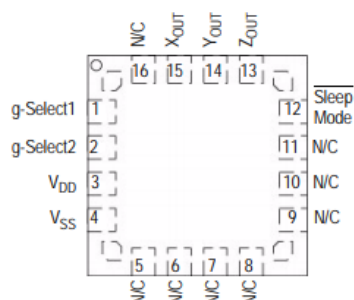 N/C XOUT YOUT ZOUT
16 15 14 13
g-Select1 1
g-Select2 2
VDD 3
VSS 4
12 Sleep
Mode
11 N/C
10 N/C
9 N/C
5 6 7 8
N/C N/C N/C N/C